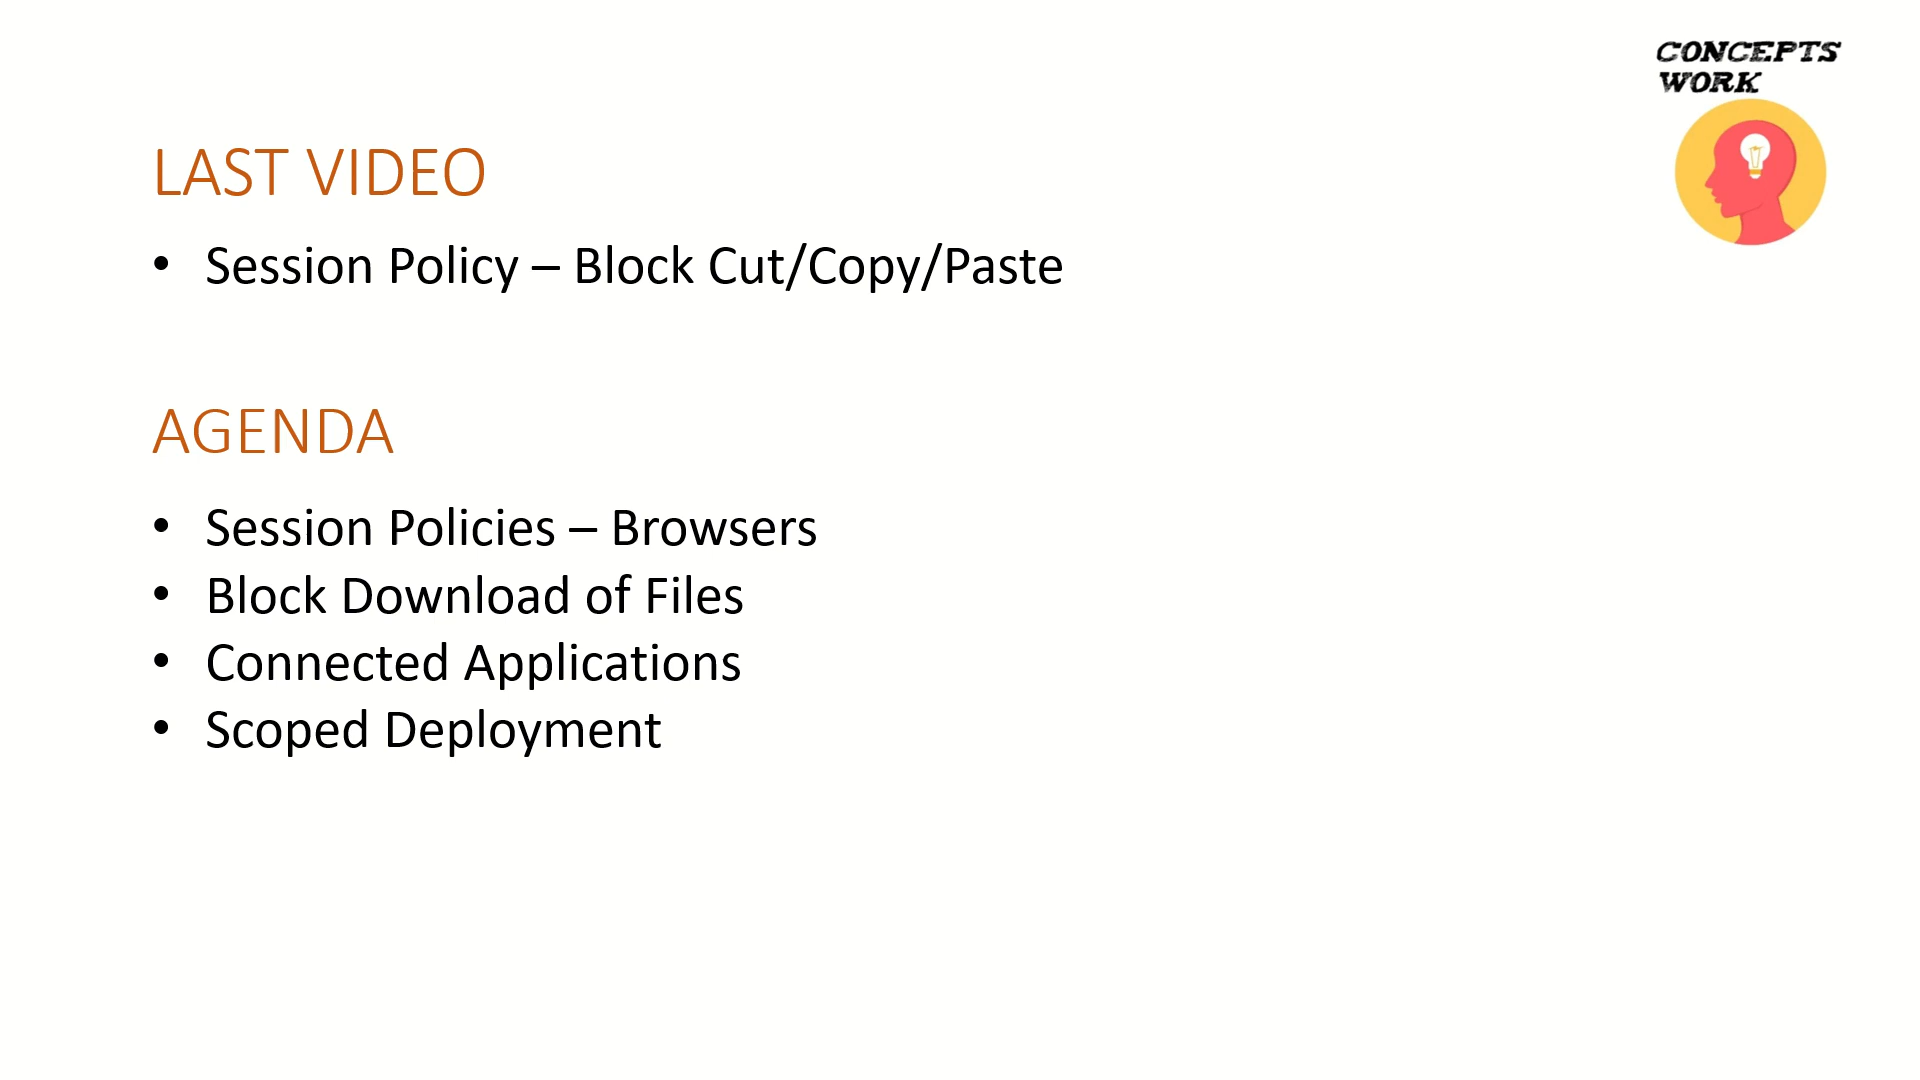 CONCEPTS
WORK
LAST VIDEO
• Session Policy – Block Cut/Copy/Paste
AGENDA
• Session Policies – Browsers
• Block Download of Files
• Connected Applications
• Scoped Deployment